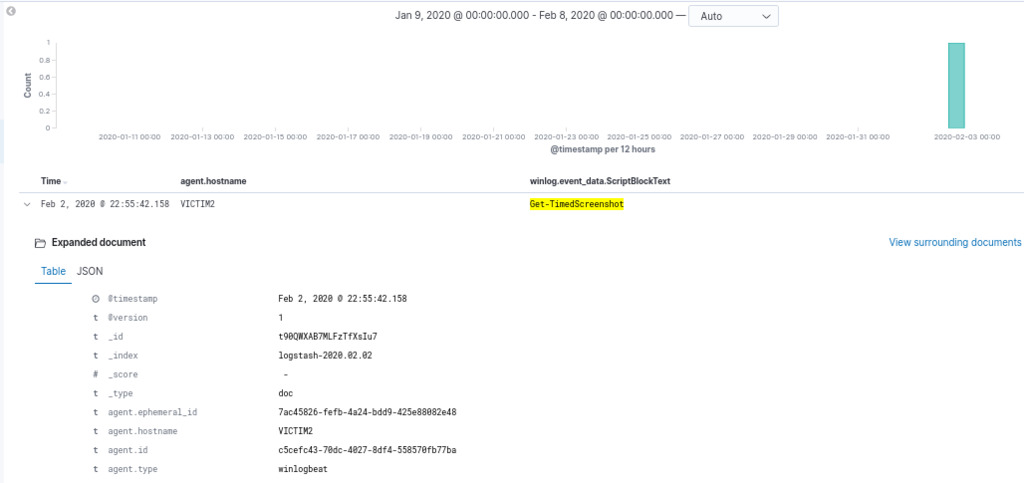 Jan 9, 2020 @ 00:00:00.000 - Feb 8, 2020 @ 00:00:00.000 — Auto
1
0.8
0.6
0.4
0.2
0
Count
2020-01-11 00:00 2020-01-13 00:00 2020-01-15 00:00 2020-01-17 00:00 2020-01-19 00:00 2020-01-21 00:00 2020-01-23 00:00 2020-01-25 00:00 2020-01-27 00:00 2020-01-29 00:00 2020-01-31 00:00 2020-02-03 00:00
@timestamp per 12 hours
Time agent.hostname winlog.event_data.ScriptBlockText
Feb 2, 2020 @ 22:55:42.158 VICTIM2 Get-TimedScreenshot
Expanded document View surrounding documents
Table JSON
@timestamp Feb 2, 2020 @ 22:55:42.158
t @version 1
t _id t90QWXAB7MLFzTfXsIu7
t _index logstash-2020.02.02
# _score -
t _type doc
t agent.ephemeral_id 7ac45826-fefb-4a24-bdd9-425e88082e48
t agent.hostname VICTIM2
t agent.id c5cefc43-70dc-4027-8df4-558570fb77ba
t agent.type winlogbeat